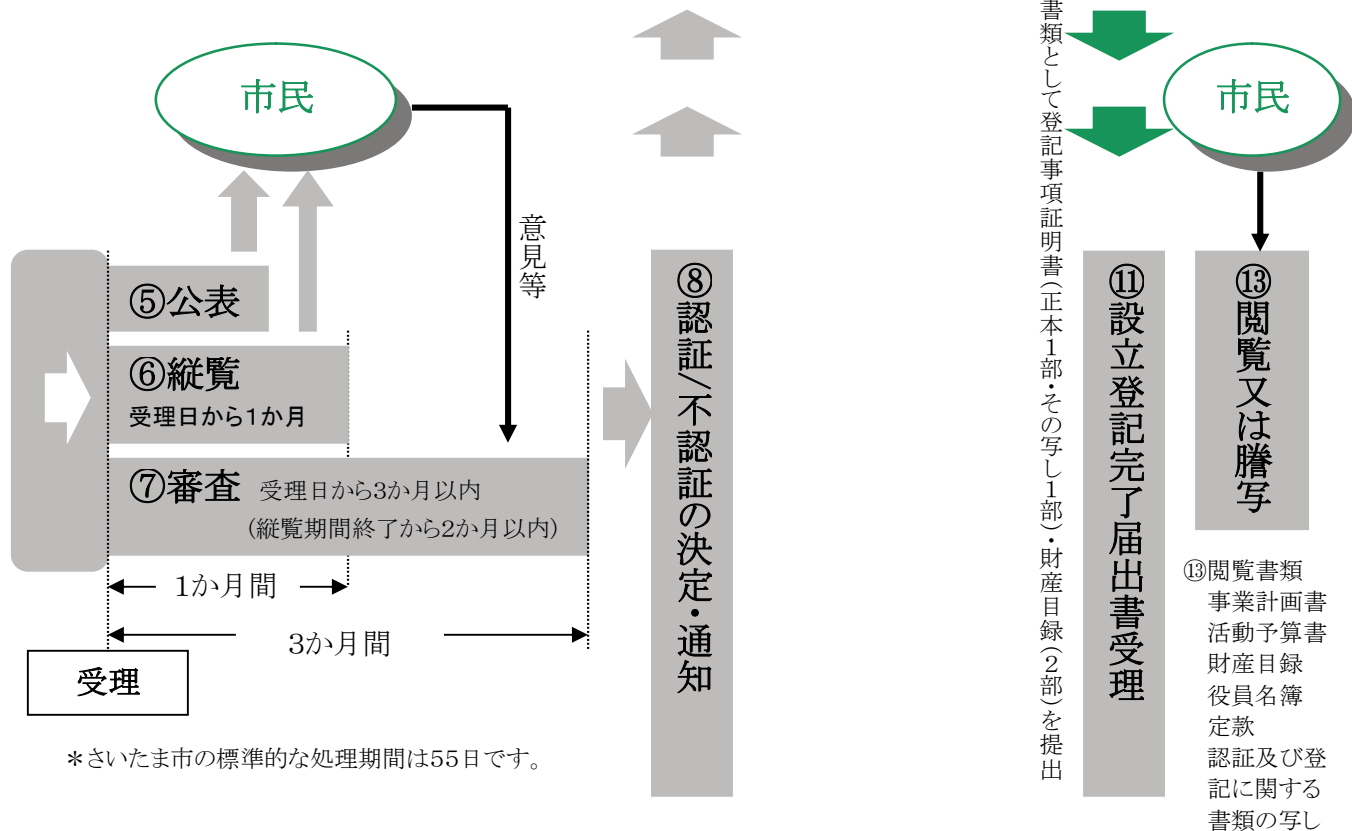 市民
意見等
⑤公表
⑥縦覧
受理日から1か月
⑦審査 受理日から3か月以内
(縦覧期間終了から2か月以内)
1か月間
3か月間
受理
*さいたま市の標準的な処理期間は55日です。
⑧認証/不認証の決定・通知
書類として登記事項証明書(正本1部・その写し1部)・財産目録(2部)を提出
⑪設立登記完了届出書受理
市民
⑬閲覧又は謄写
⑬閲覧書類
事業計画書
活動予算書
財産目録
役員名簿
定款
認証及び登
記に関する
書類の写し